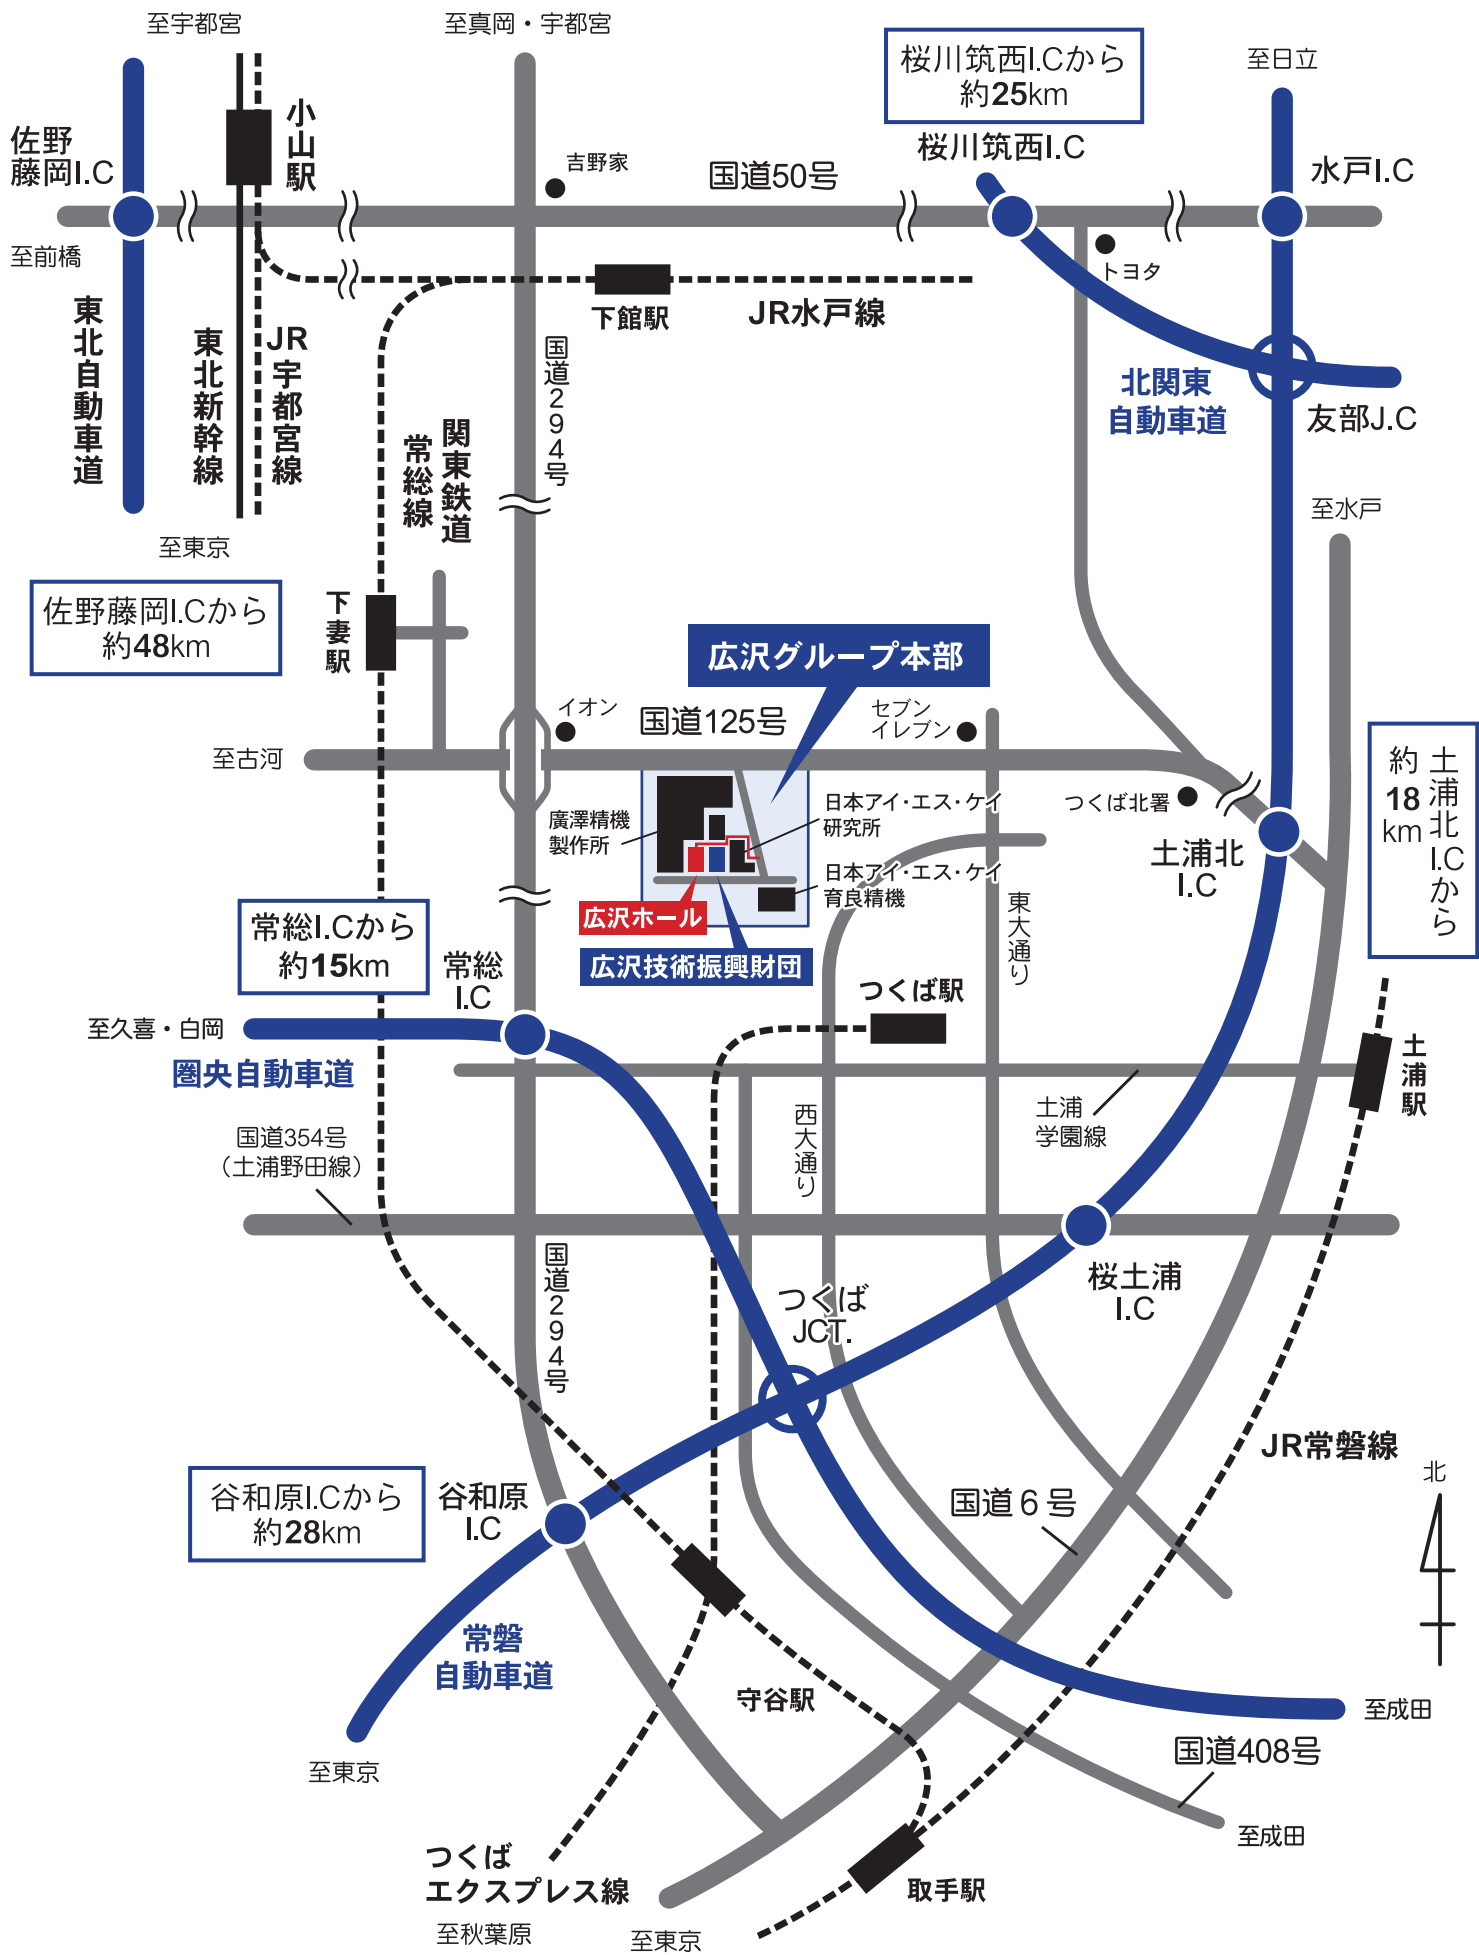 至宇都宮
至真岡・宇都宮
桜川筑西I.Cから
約25km
至日立
佐野
藤岡I.C
小山駅
吉野家
国道50号
桜川筑西I.C
水戸I.C
至前橋
トヨタ
東北自動車道
東北新幹線
JR宇都宮線
下館駅
JR水戸線
国道294号
北関東
自動車道
友部J.C
関東鉄道
常総線
至水戸
至東京
佐野藤岡I.Cから
約48km
下妻駅
広沢グループ本部
イオン
国道125号
セブン
イレブン
至古河
土浦北I.Cから
約18km
つくば北署
廣澤精機
製作所
日本アイ・エス・ケイ
研究所
土浦北
I.C
日本アイ・エス・ケイ
育良精機
東大通り
広沢ホール
常総I.Cから
約15km
常総
I.C
広沢技術振興財団
つくば駅
至久喜・白岡
圏央自動車道
土浦駅
西大通り
土浦
学園線
国道354号
（土浦野田線）
国道294号
つくば
JCT.
桜土浦
I.C
JR常磐線
北
谷和原I.Cから
約28km
谷和原
I.C
国道6号
常磐
自動車道
守谷駅
至成田
国道408号
至東京
至成田
つくば
エクスプレス線
取手駅
至秋葉原
至東京